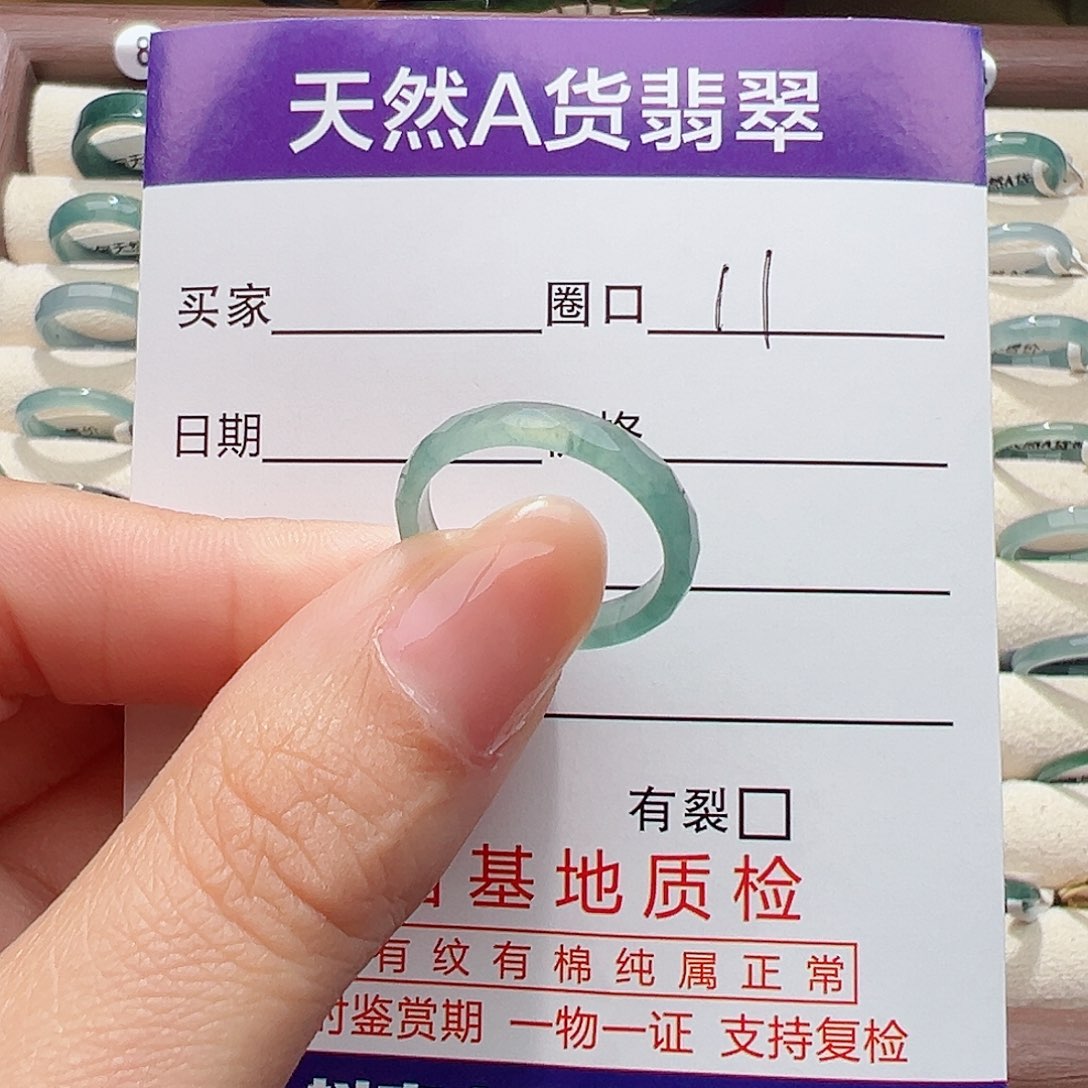 天然A货翡翠
买家 圈口 11
日期 格
有裂
基地质检
有纹有棉纯属正常
时鉴赏期 一物一证 支持复检